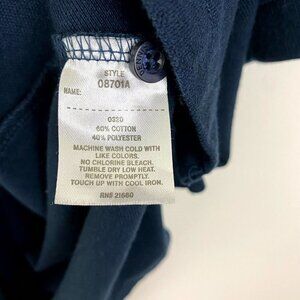 STYLE
08701A
NAME:
0320
60% COTTON
40% POLYESTER
MACHINE WASH COLD WITH
LIKE COLORS.
NO CHLORINE BLEACH.
TUMBLE DRY LOW HEAT.
REMOVE PROMPTLY.
TOUCH UP WITH COOL IRON.
RN# 21660